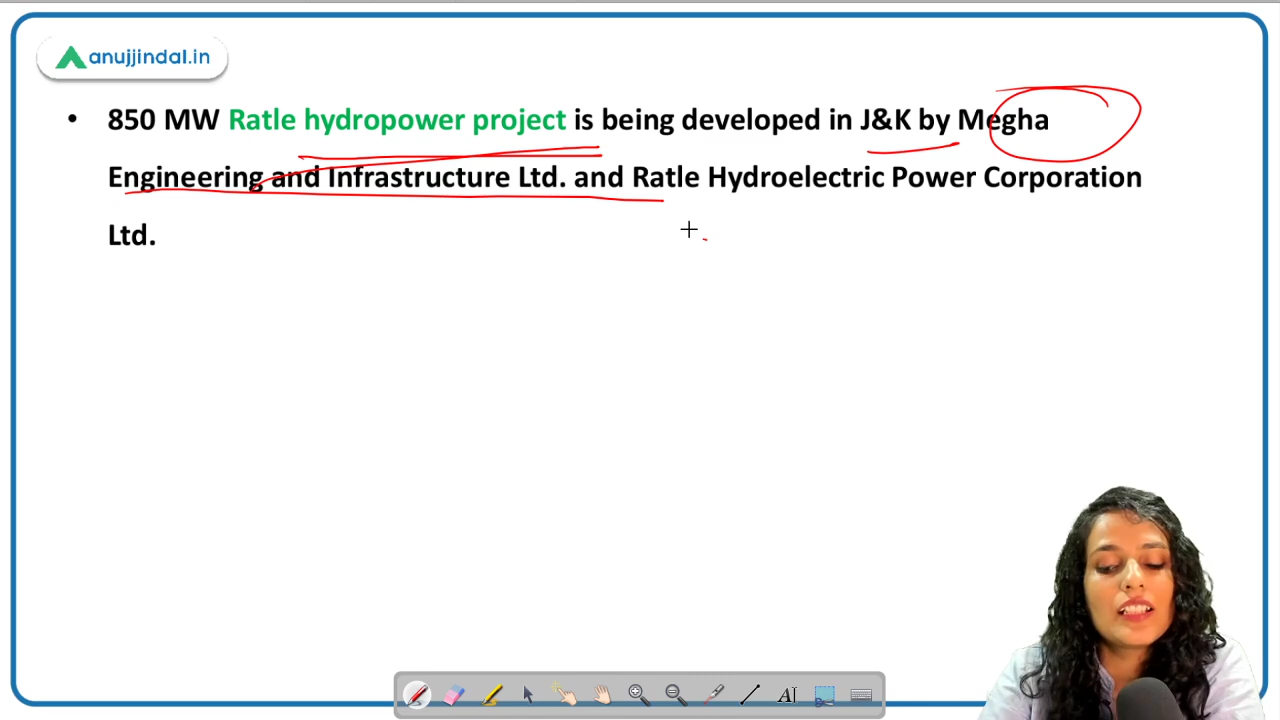 anujjindal.in
• 850 MW Ratle hydropower project is being developed in J&K by Megha
Engineering and Infrastructure Ltd. and Ratle Hydroelectric Power Corporation
Ltd.
A